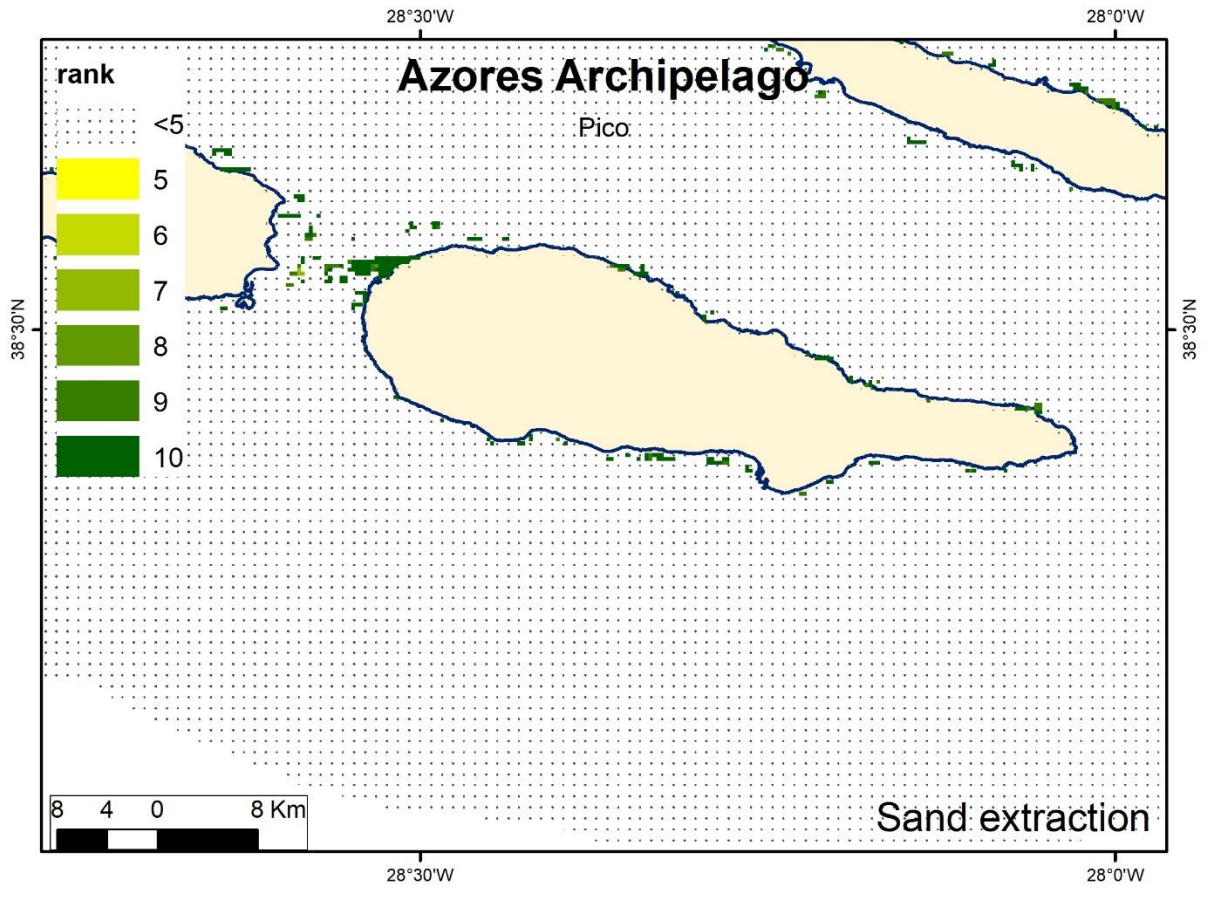 28°30'W
28°0'W
rank
Azores Archipelago
Pico
<5
5
6
7
8
9
10
38°30'N
38°30'N
8 4 0 8 Km
Sand extraction
28°30'W
28°0'W